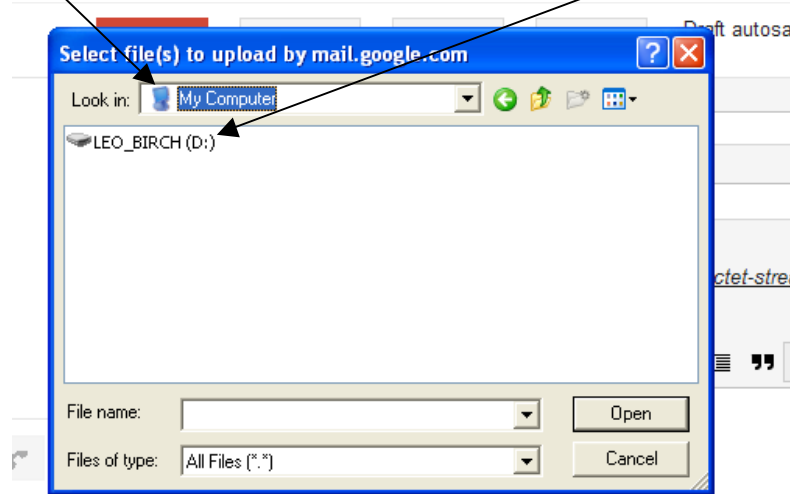 Draft autosa
Select file(s) to upload by mail.google.com
Look in: My Computer
LEO_BIRCH (D:)
ctet-strea
File name:
Open
Files of type: All Files (*.*)
Cancel